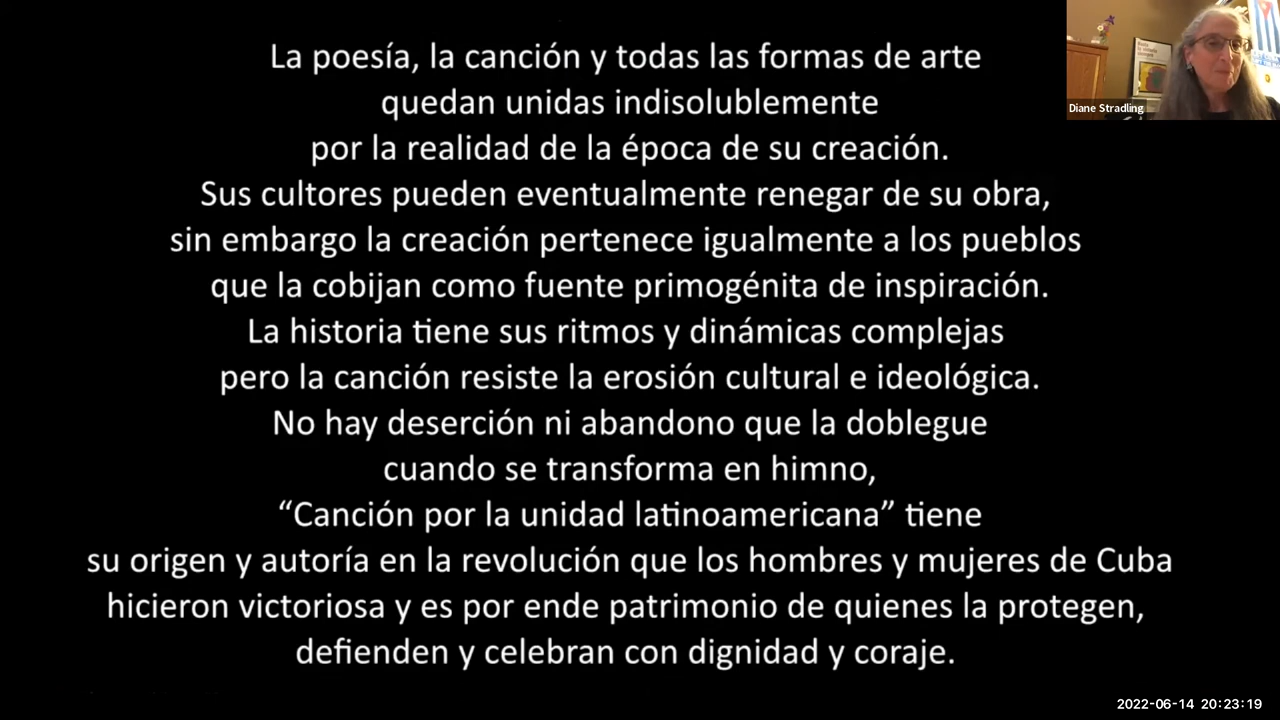 La poesía, la canción y todas las formas de arte
quedan unidas indisolublemente
por la realidad de la época de su creación.
Sus cultores pueden eventualmente renegar de su obra,
sin embargo la creación pertenece igualmente a los pueblos
que la cobijan como fuente primogénita de inspiración.
La historia tiene sus ritmos y dinámicas complejas
pero la canción resiste la erosión cultural e ideológica.
No hay deserción ni abandono que la doblegue
cuando se transforma en himno,
“Canción por la unidad latinoamericana” tiene
su origen y autoría en la revolución que los hombres y mujeres de Cuba
hicieron victoriosa y es por ende patrimonio de quienes la protegen,
defienden y celebran con dignidad y coraje.
Diane Stradling
2022-06-14 20:23:19